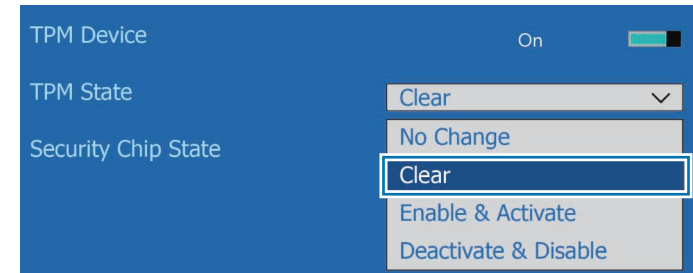 TPM Device On
TPM State Clear
No Change
Security Chip State
Clear
Enable & Activate
Deactivate & Disable